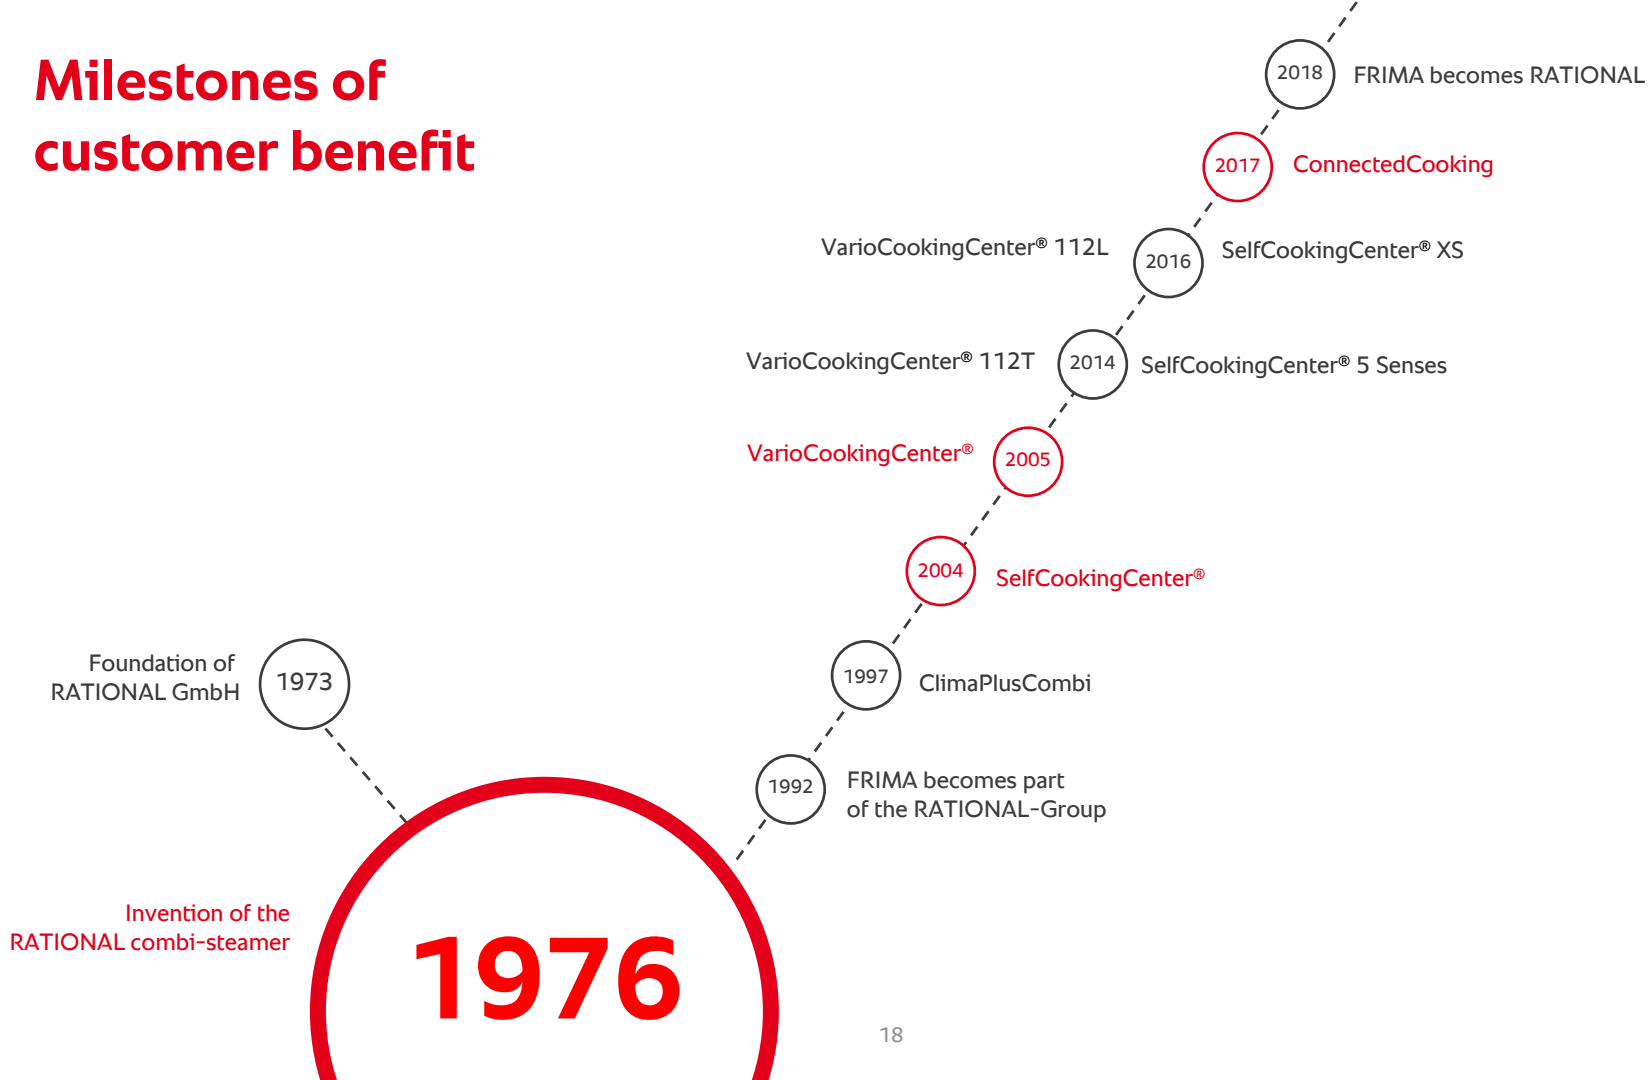 Milestones of
customer benefit
2018
FRIMA becomes RATIONAL
2017
ConnectedCooking
VarioCookingCenter® 112L
2016
SelfCookingCenter® XS
VarioCookingCenter® 112T
2014
SelfCookingCenter® 5 Senses
VarioCookingCenter®
2005
2004
SelfCookingCenter®
Foundation of
RATIONAL GmbH
1973
1997
ClimaPlusCombi
1992
FRIMA becomes part
of the RATIONAL-Group
Invention of the
RATIONAL combi-steamer
1976
18